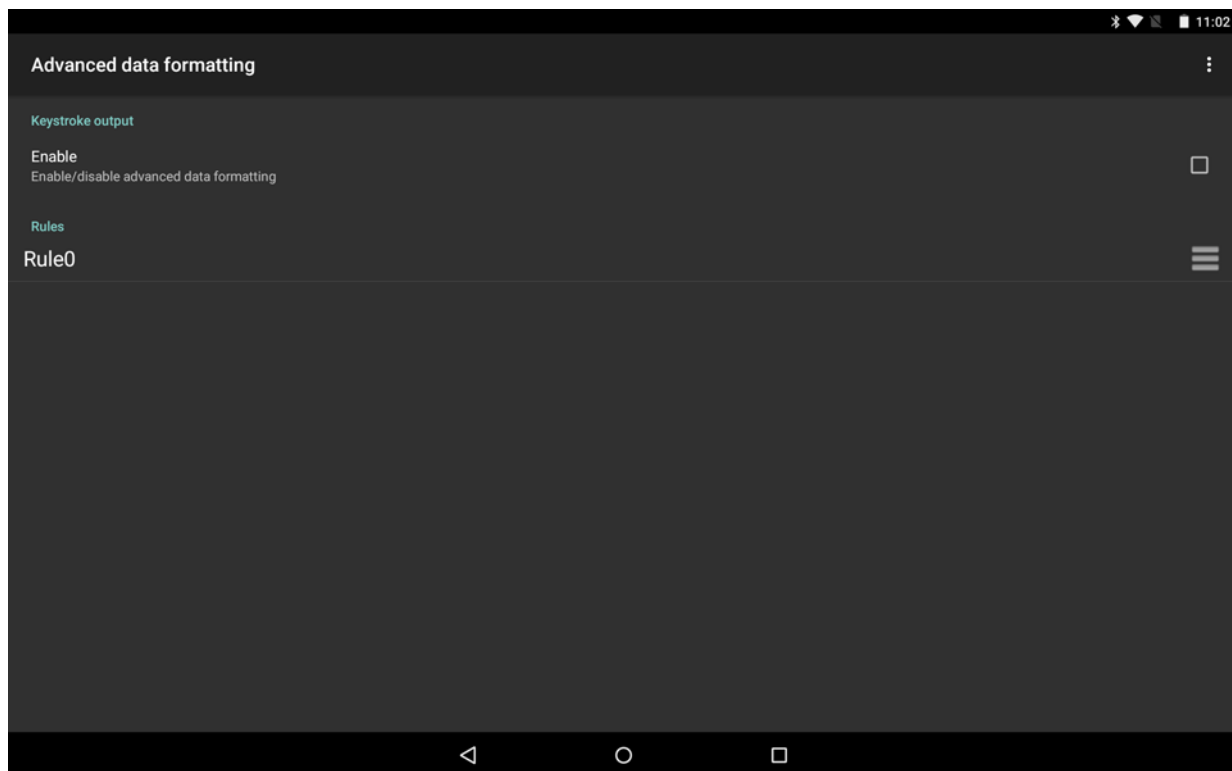 11:02
Advanced data formatting
Keystroke output
Enable
Enable/disable advanced data formatting
Rules
Rule0